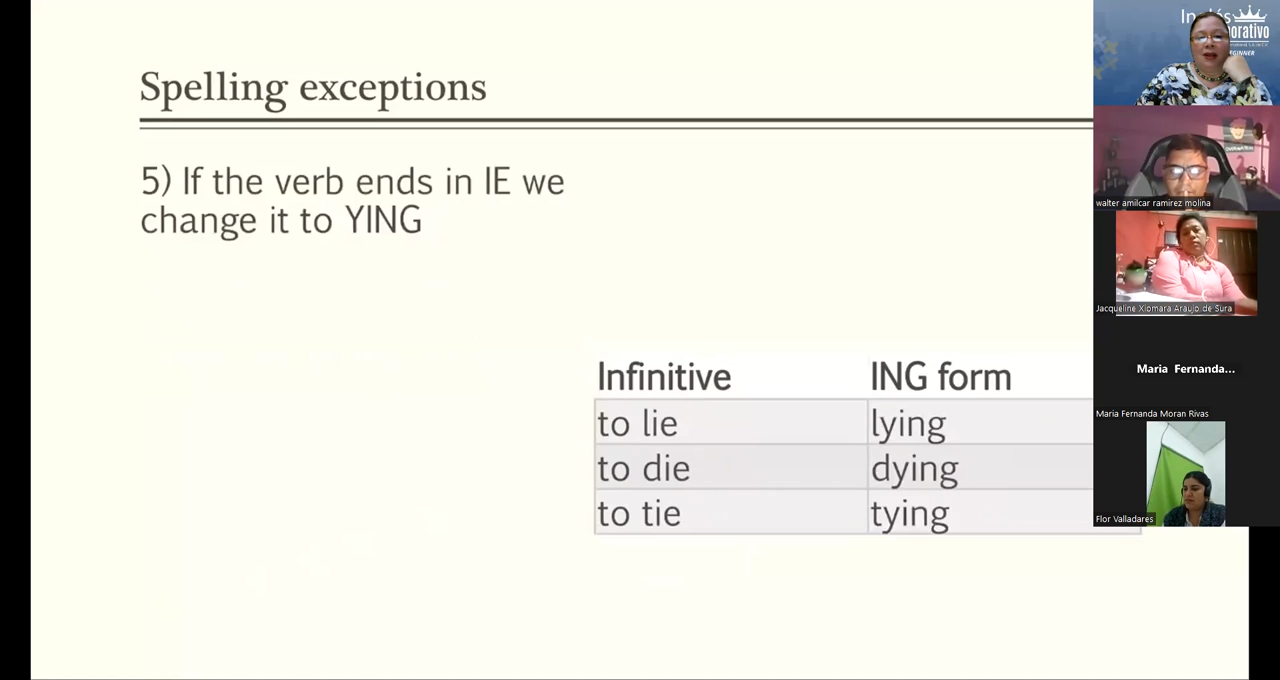 Spelling exceptions
5) If the verb ends in IE we
change it to YING
Infinitive ING form
to lie lying
to die dying
to tie tying
walter amilcar ramirez molina
Jacqueline Xiomara Araujo de Sura
Maria Fernanda...
Maria Fernanda Moran Rivas
Flor Valladares